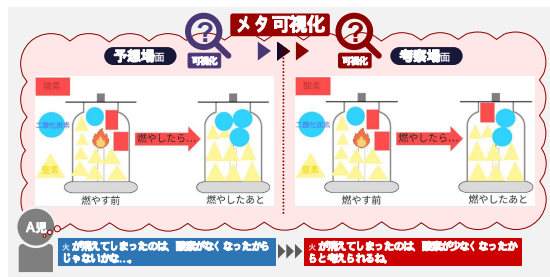 メタ可視化
予想場面
可視化
可視化
考察場面
酸素
二酸化炭素
窒素
燃やしたら…
燃やす前
燃やしたあと
酸素
二酸化炭素
窒素
燃やしたら…
燃やす前
燃やしたあと
A児
火が消えてしまったのは，酸素がなくなったから
じゃないかな…。
火が消えてしまったのは，酸素が少なくなったか
らと考えられるね。